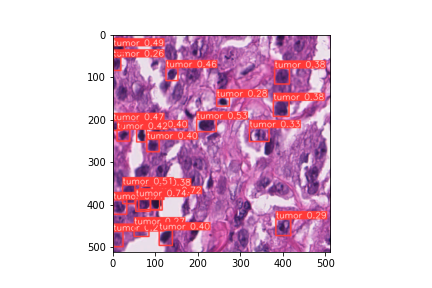 0
100
200
300
400
500
tumor 0.49
tumor 0.26
tumor 0.46
tumor 0.38
tumor 0.28
tumor 0.38
tumor 0.47
tumor 0.42
0.40
tumor 0.53
tumor 0.33
tumor 0.40
tumor 0.51
.38
tumor 0.74
tumor 0.29
tumor 0.40
0 100 200 300 400 500